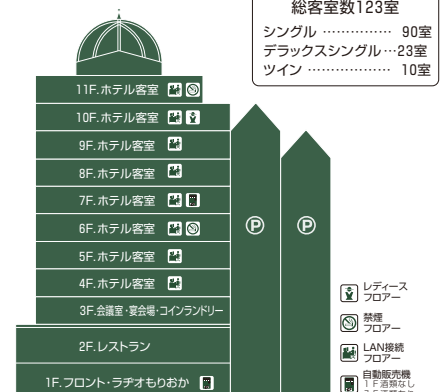 総客室数123室
シングル …………… 90室
デラックスシングル…23室
ツイン ……………… 10室
11F.ホテル客室
10F.ホテル客室
9F.ホテル客室
8F.ホテル客室
7F.ホテル客室
6F.ホテル客室
5F.ホテル客室
4F.ホテル客室
3F.会議室・宴会場・コインランドリー
2F.レストラン
1F.フロント・ラヂオもりおか
P
P
レディース
フロアー
禁煙
フロアー
LAN接続
フロアー
自動販売機
1F酒類なし